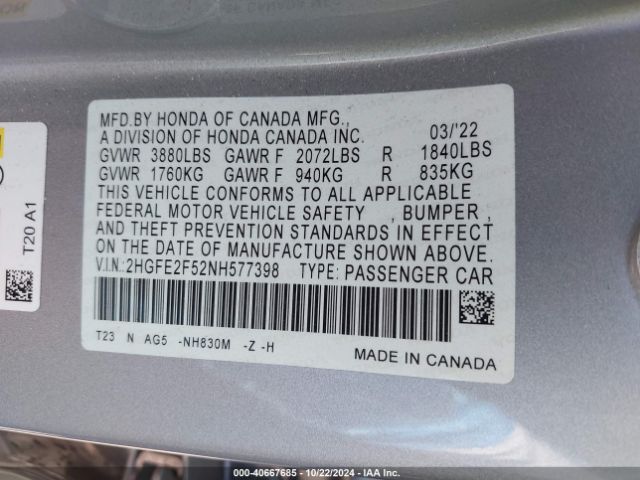 MFD.BY HONDA OF CANADA MFG.,
A DIVISION OF HONDA CANADA INC. 03/'22
GVWR 3880LBS GAWR F 2072LBS R 1840LBS
GVWR 1760KG GAWR F 940KG R 835KG
THIS VEHICLE CONFORMS TO ALL APPLICABLE
FEDERAL MOTOR VEHICLE SAFETY , BUMPER ,
AND THEFT PREVENTION STANDARDS IN EFFECT
ON THE DATE OF MANUFACTURE SHOWN ABOVE.
V.I.N.:2HGFE2F52NH577398 TYPE: PASSENGER CAR
T23 N AG5 -NH830M -Z -H
MADE IN CANADA
T20 A1
© 40667685 - 10/22/2024 - IAA Inc.